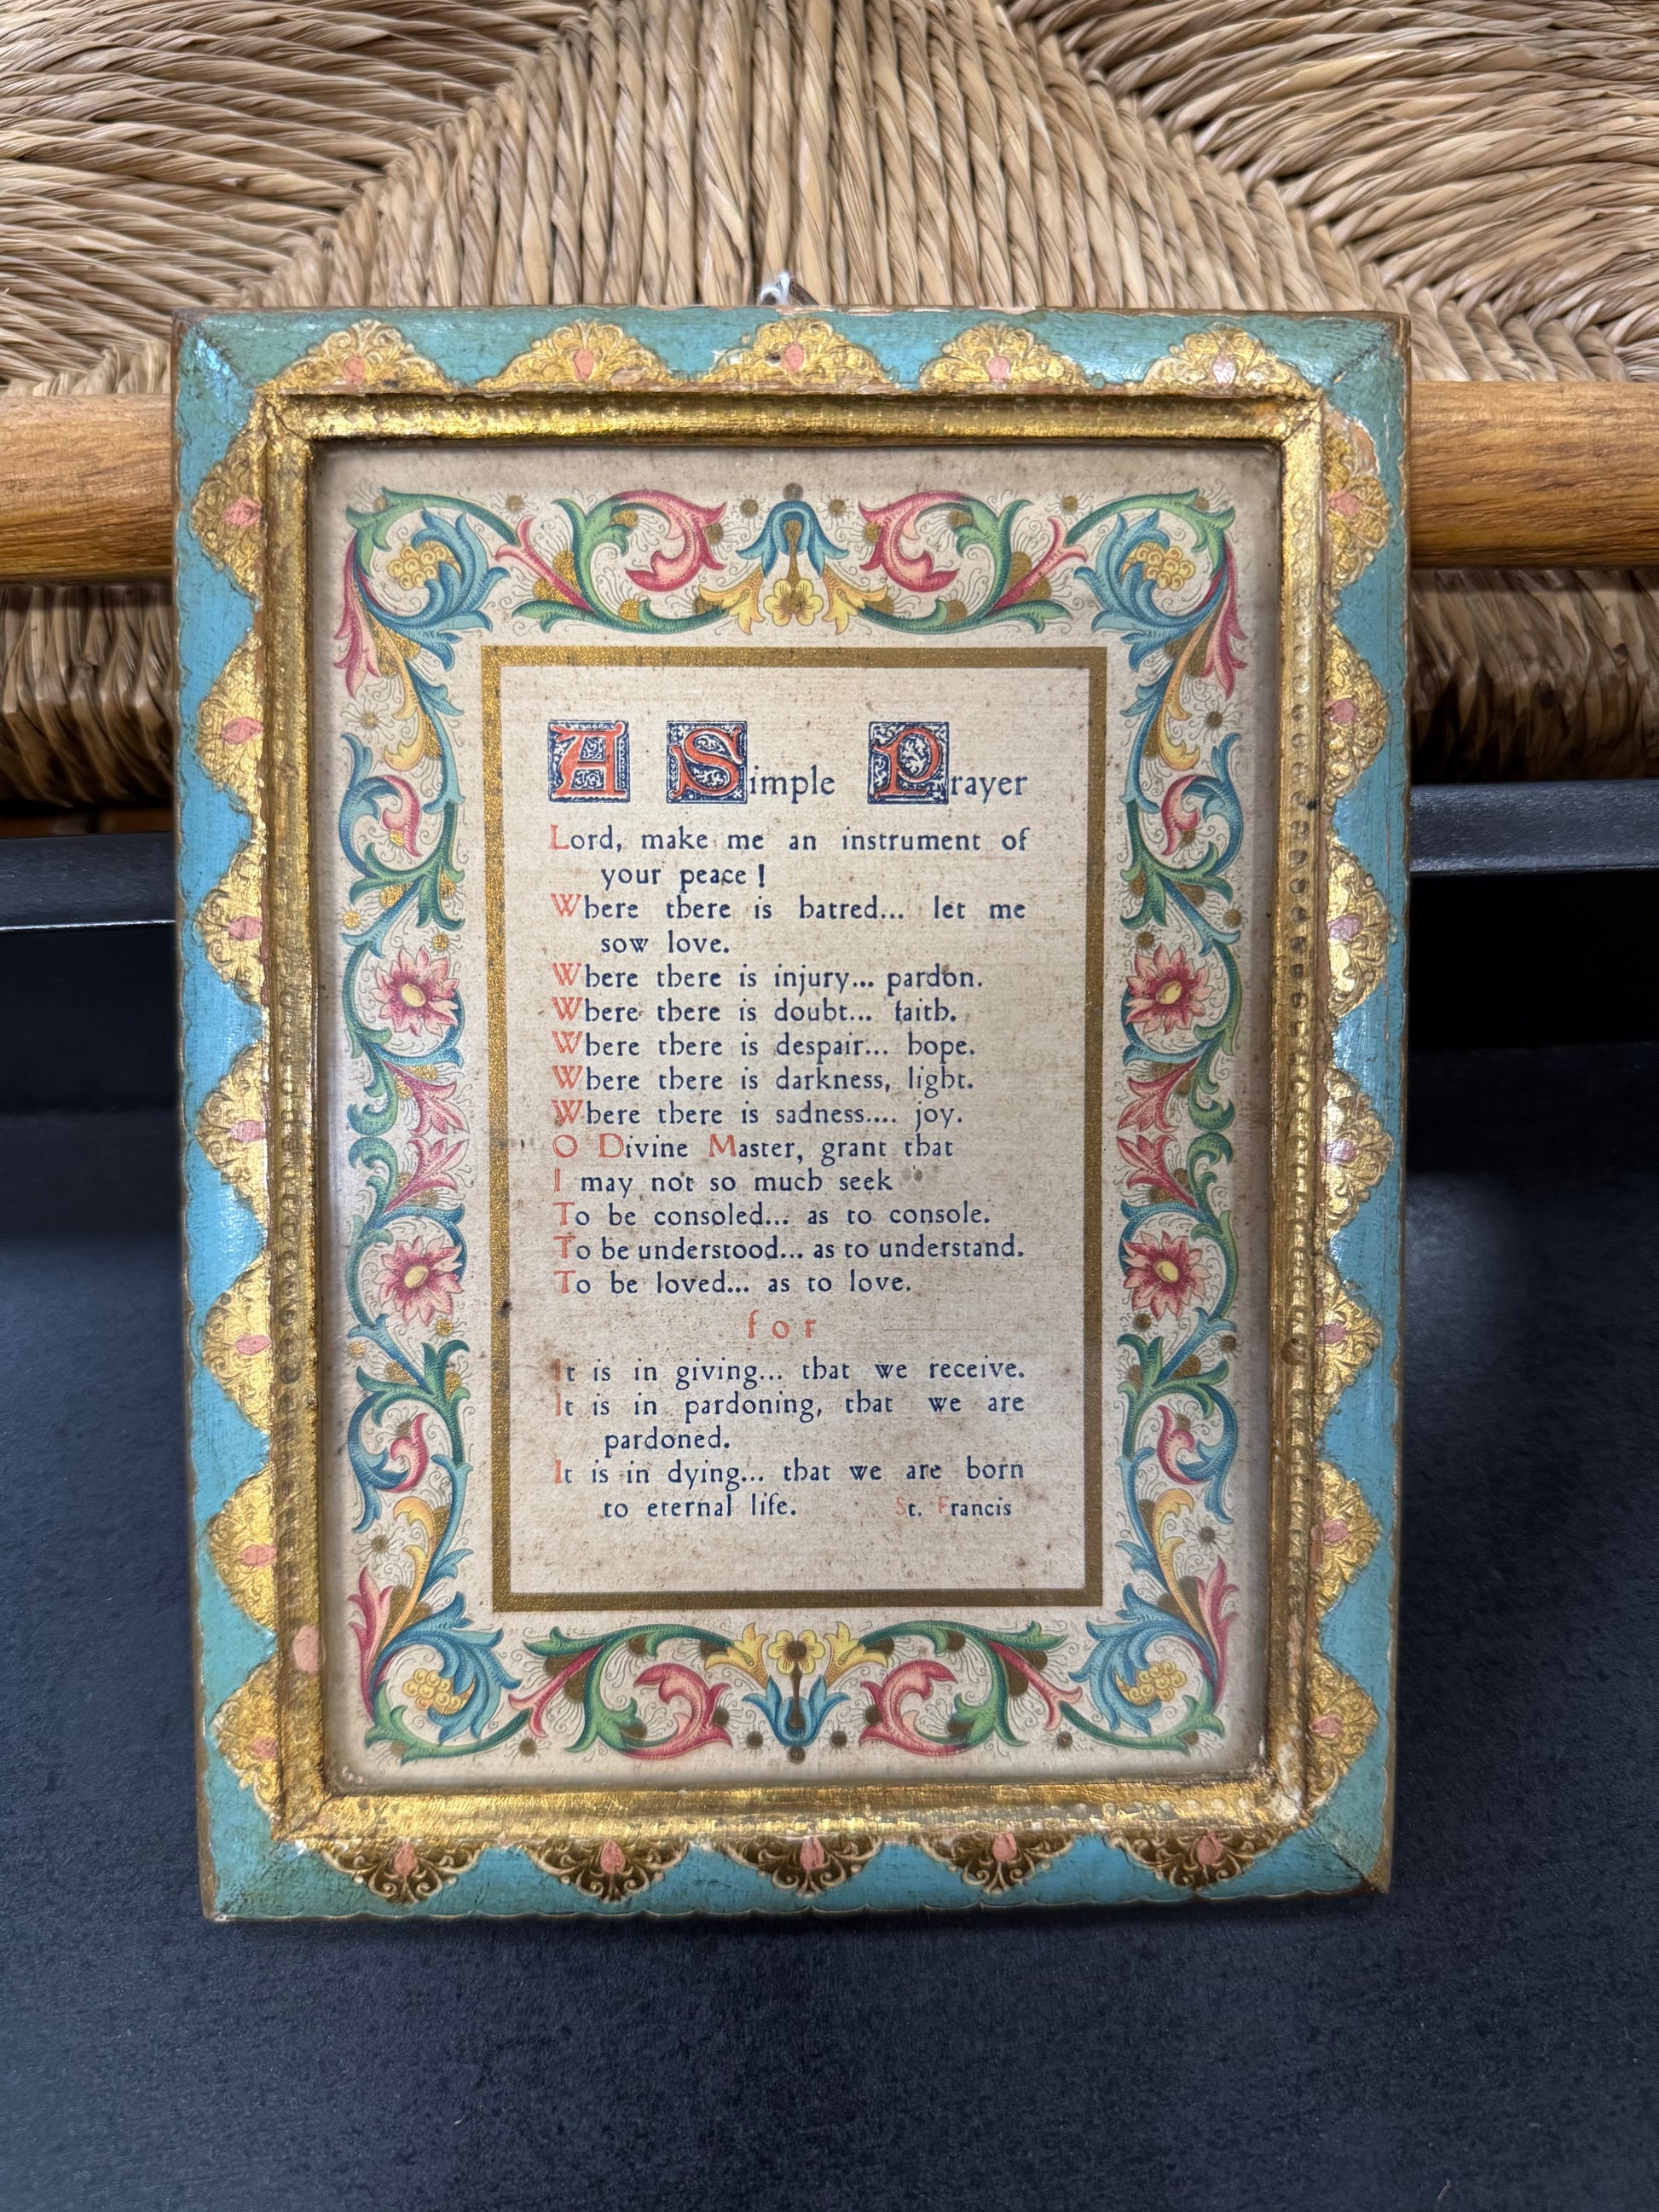 A Simple Prayer
Lord, make me an instrument of
your peace!
Where there is hatred... let me
sow love.
Where there is injury... pardon.
Where there is doubt... faith.
Where there is despair... hope.
Where there is darkness, light.
Where there is sadness.... joy.
O Divine Master, grant that
I may not so much seek
To be consoled... as to console.
To be understood... as to understand.
To be loved... as to love.
for
It is in giving... that we receive.
It is in pardoning, that we are
pardoned.
It is in dying... that we are born
to eternal life. St. Francis